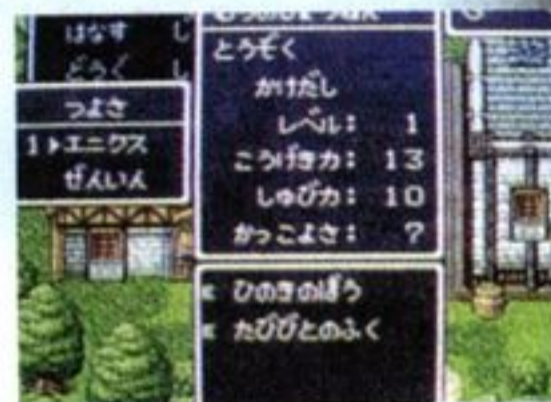 はなす し
どうぐ し
つよさ
1▶エニクス
ぜんいん
とうぞく
かけだし
レベル: 1
こうげき力: 13
しゅび力: 10
かっこよさ: ?
E ひのきのぼう
E たびびとのふく
G